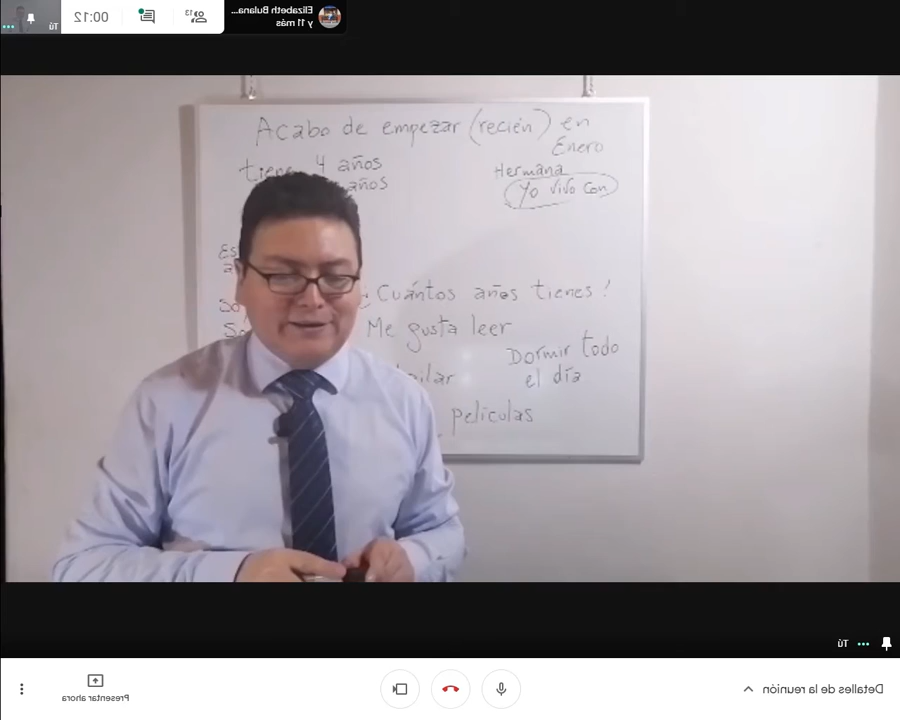 Elizabeth Bulana...
y 11 más
13
00:12
Tú
Acabo de empezar (recién) en
Enero
tiene 4 años
años
Hermana
Yo vivo con
¿Cuántos años tienes?
Me gusta leer
Dormir todo
el día
bailar
películas
Tú
Detalles de la reunión
Presentar ahora